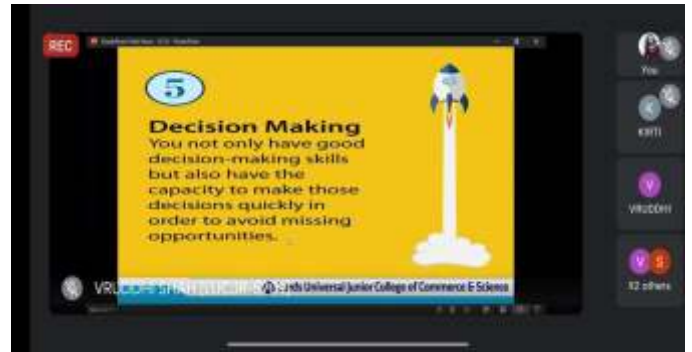 REC
5
Decision Making
You not only have good
decision-making skills
but also have the
capacity to make those
decisions quickly in
order to avoid missing
opportunities.
VRUDDHI SHAH
Universal Junior College of Commerce & Science
You
K
KIRTI
V
VRUDDHI
V S
others